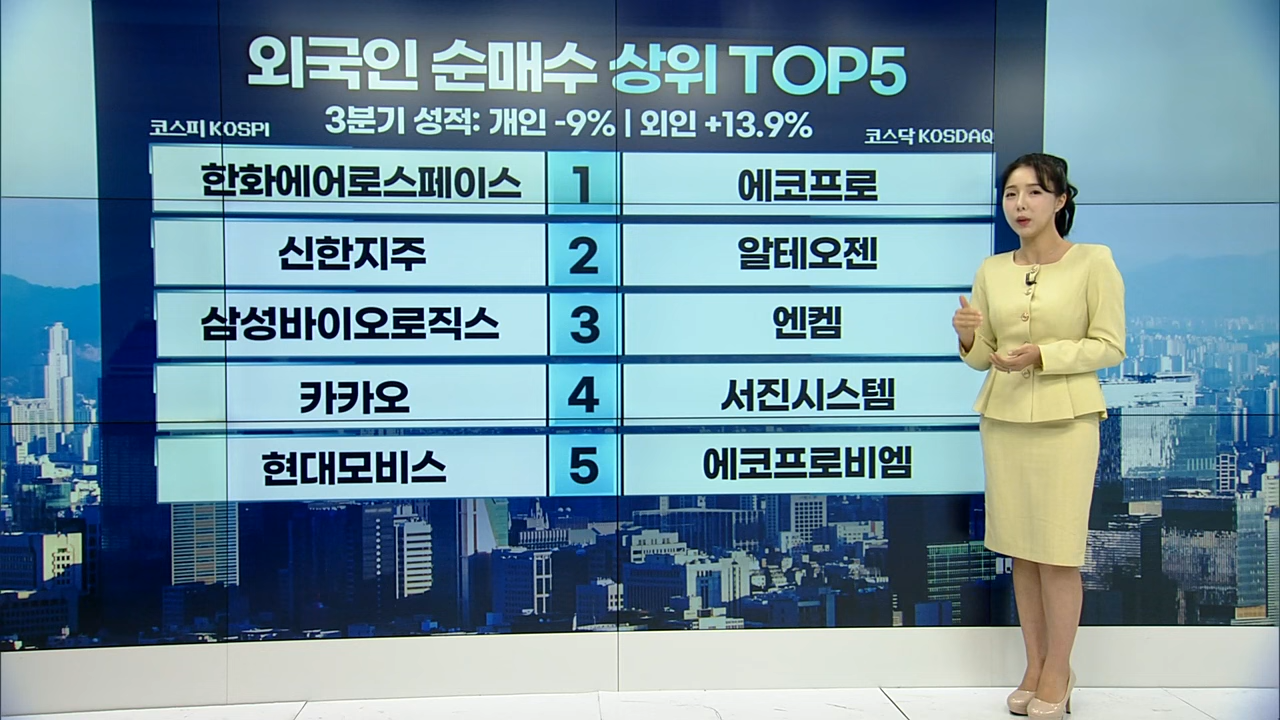 외국인 순매수 상위 TOP5
3분기 성적: 개인 -9% | 외인 +13.9%
코스피 KOSPI
코스닥 KOSDAQ
한화에어로스페이스 1 에코프로
신한지주 2 알테오젠
삼성바이오로직스 3 엔켐
카카오 4 서진시스템
현대모비스 5 에코프로비엠